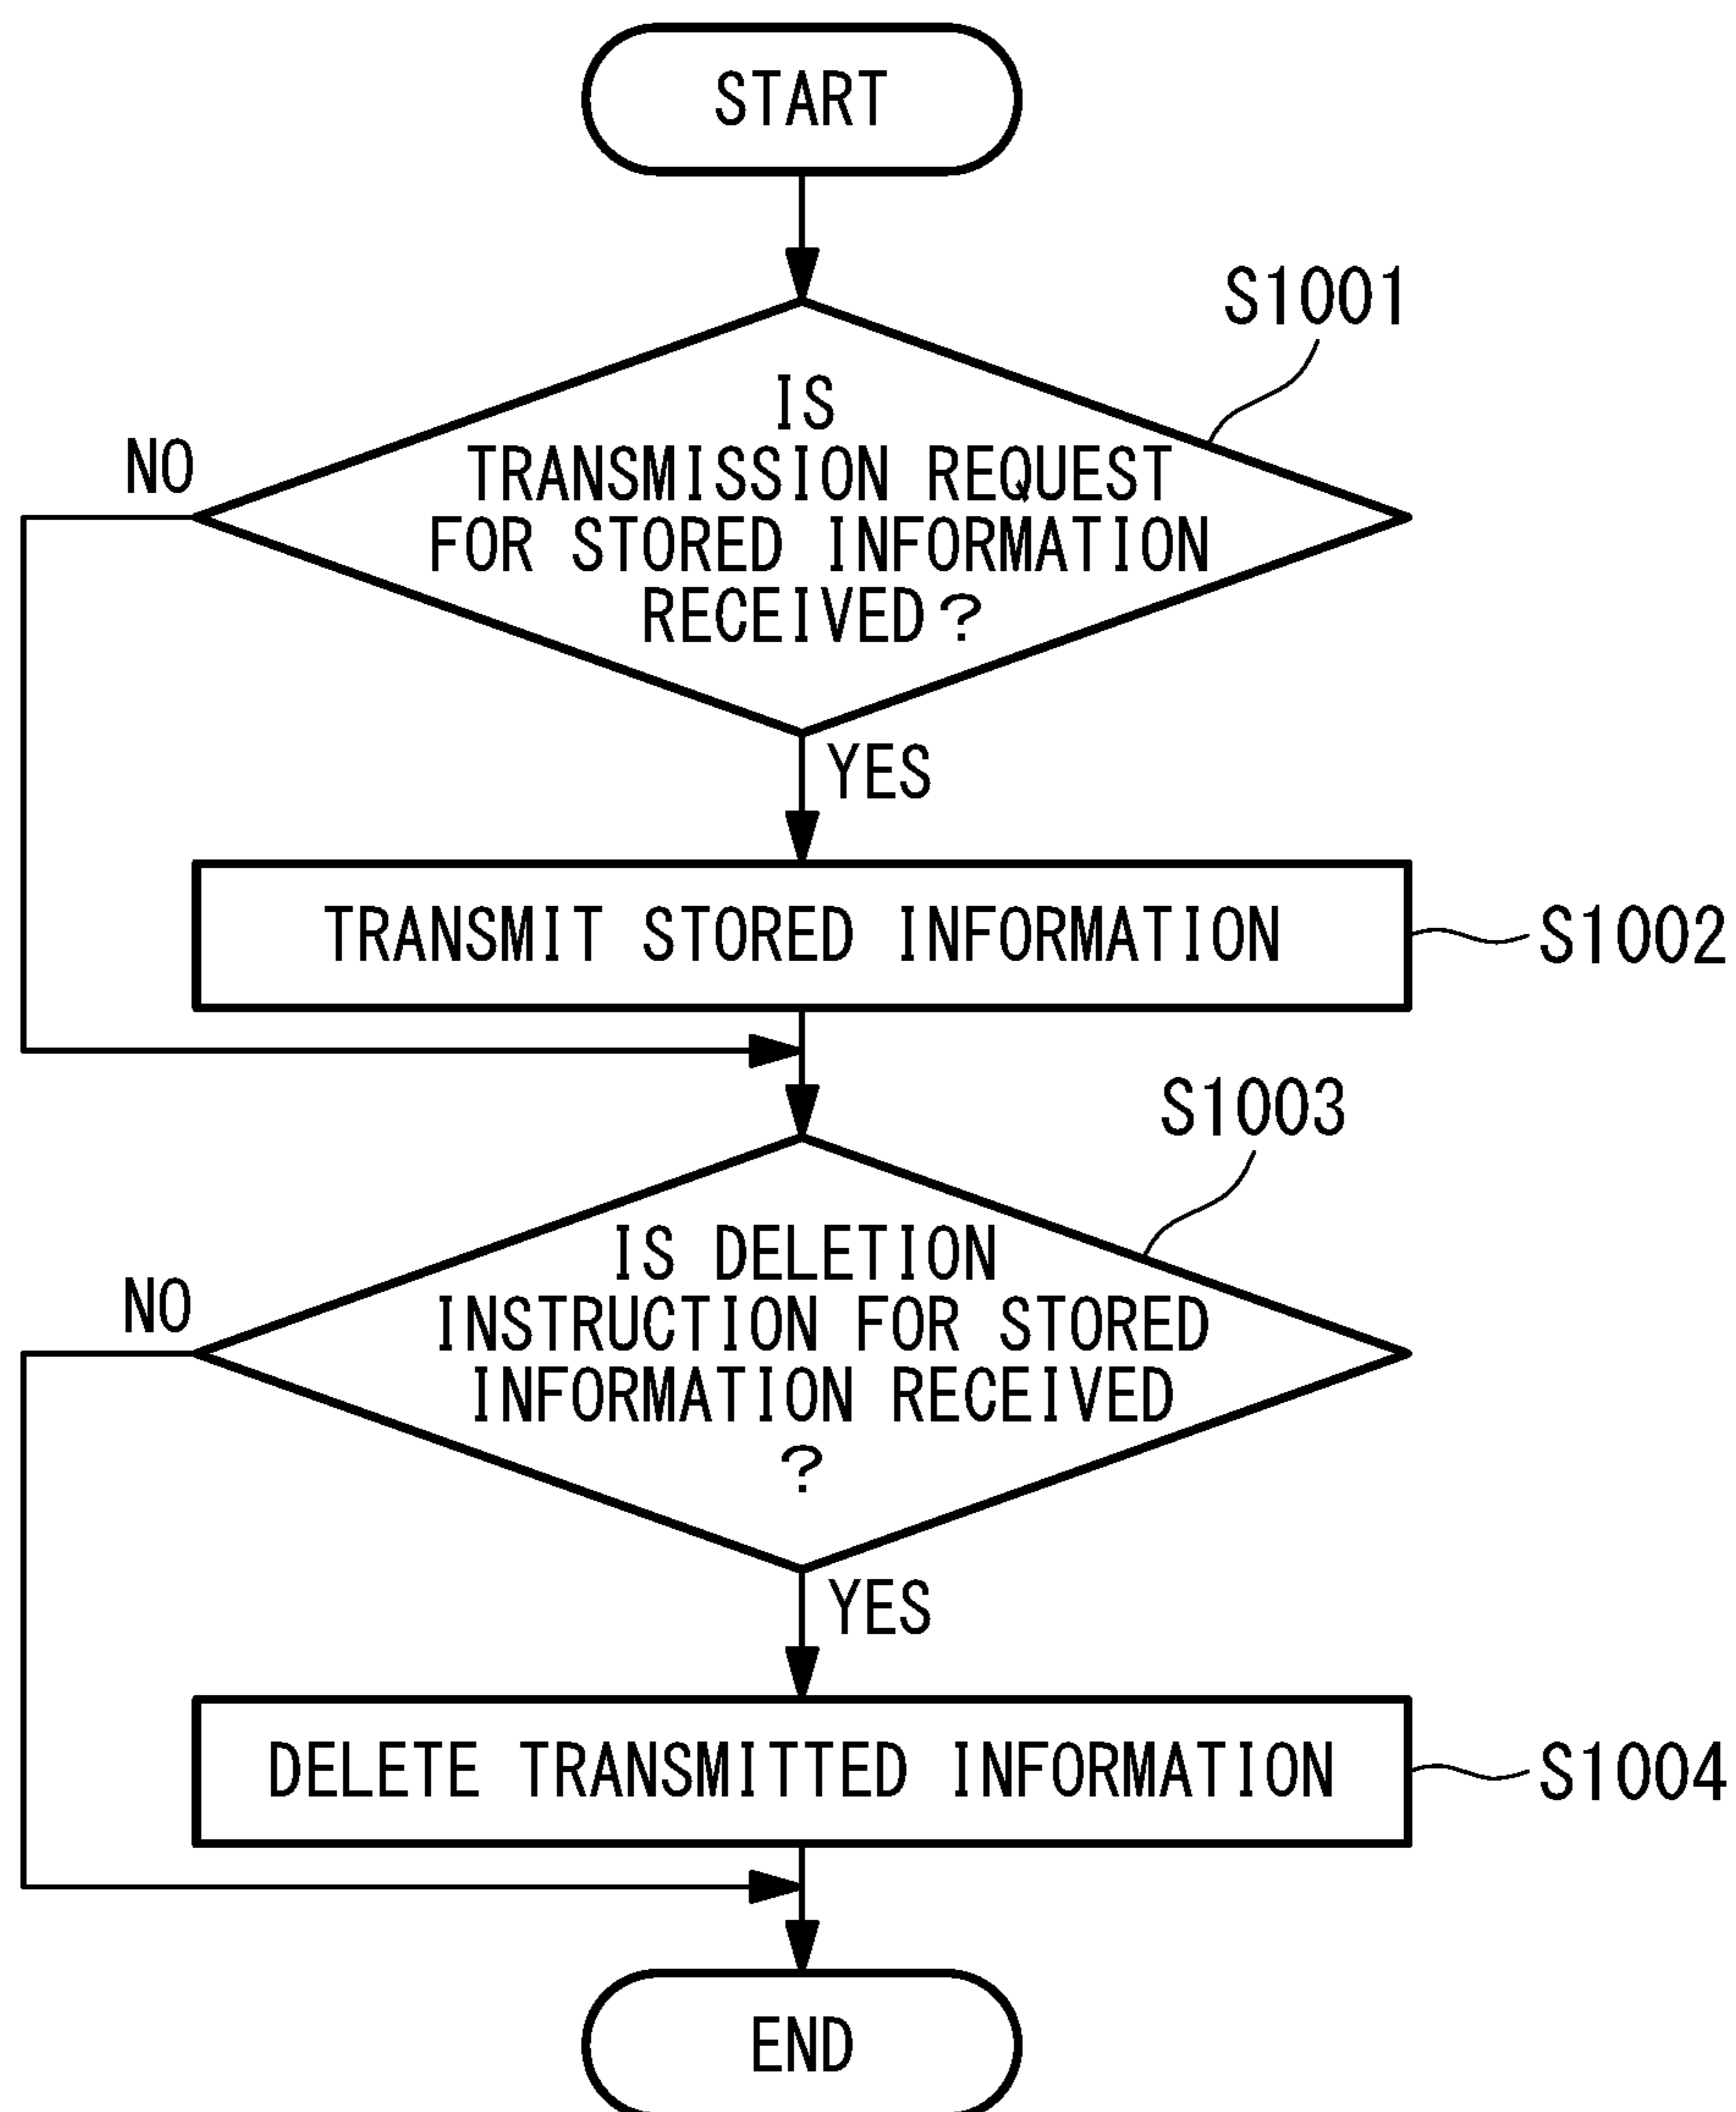 START
S1001
IS
TRANSMISSION REQUEST
FOR STORED INFORMATION
RECEIVED?
NO
YES
TRANSMIT STORED INFORMATION
S1002
S1003
IS DELETION
INSTRUCTION FOR STORED
INFORMATION RECEIVED
?
NO
YES
DELETE TRANSMITTED INFORMATION
S1004
END